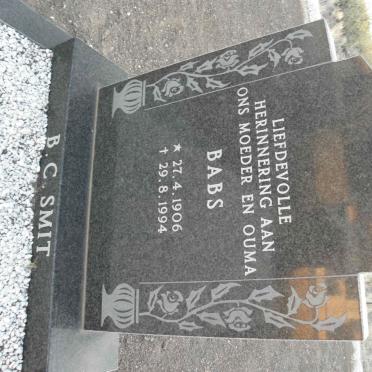 LIEFDEVOLLE
HERINNERING AAN
ONS MOEDER EN OUMA
BABS
★ 27.4.1906
✝ 29.8.1994
B.C. SMIT